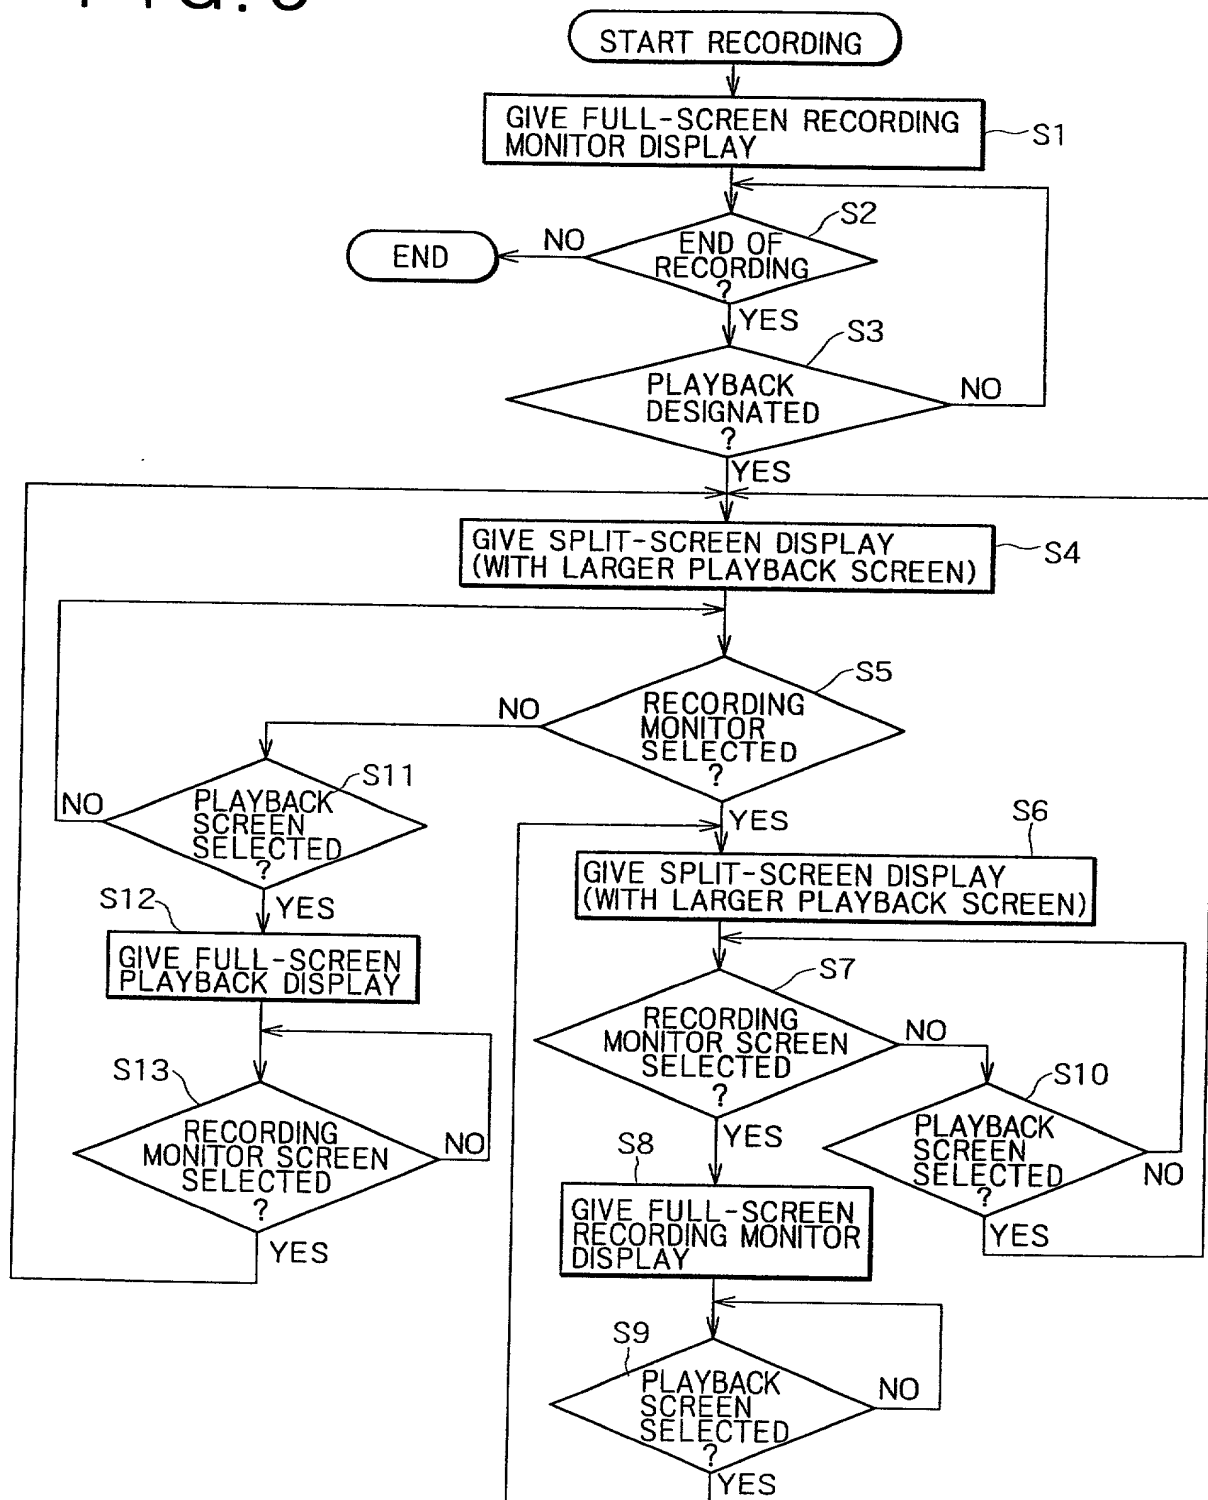 START RECORDING
GIVE FULL-SCREEN RECORDING
MONITOR DISPLAY
S1
S2
END OF
RECORDING
?
NO
END
YES
S3
PLAYBACK
DESIGNATED
?
NO
YES
GIVE SPLIT-SCREEN DISPLAY
(WITH LARGER PLAYBACK SCREEN)
S4
S5
RECORDING
MONITOR
SELECTED
?
NO
YES
S11
PLAYBACK
SCREEN
SELECTED
?
NO
YES
S12
GIVE FULL-SCREEN
PLAYBACK DISPLAY
S13
RECORDING
MONITOR SCREEN
SELECTED
?
NO
YES
S6
GIVE SPLIT-SCREEN DISPLAY
(WITH LARGER PLAYBACK SCREEN)
S7
RECORDING
MONITOR SCREEN
SELECTED
?
NO
YES
S10
PLAYBACK
SCREEN
SELECTED
?
NO
YES
S8
GIVE FULL-SCREEN
RECORDING MONITOR
DISPLAY
S9
PLAYBACK
SCREEN
SELECTED
?
NO
YES